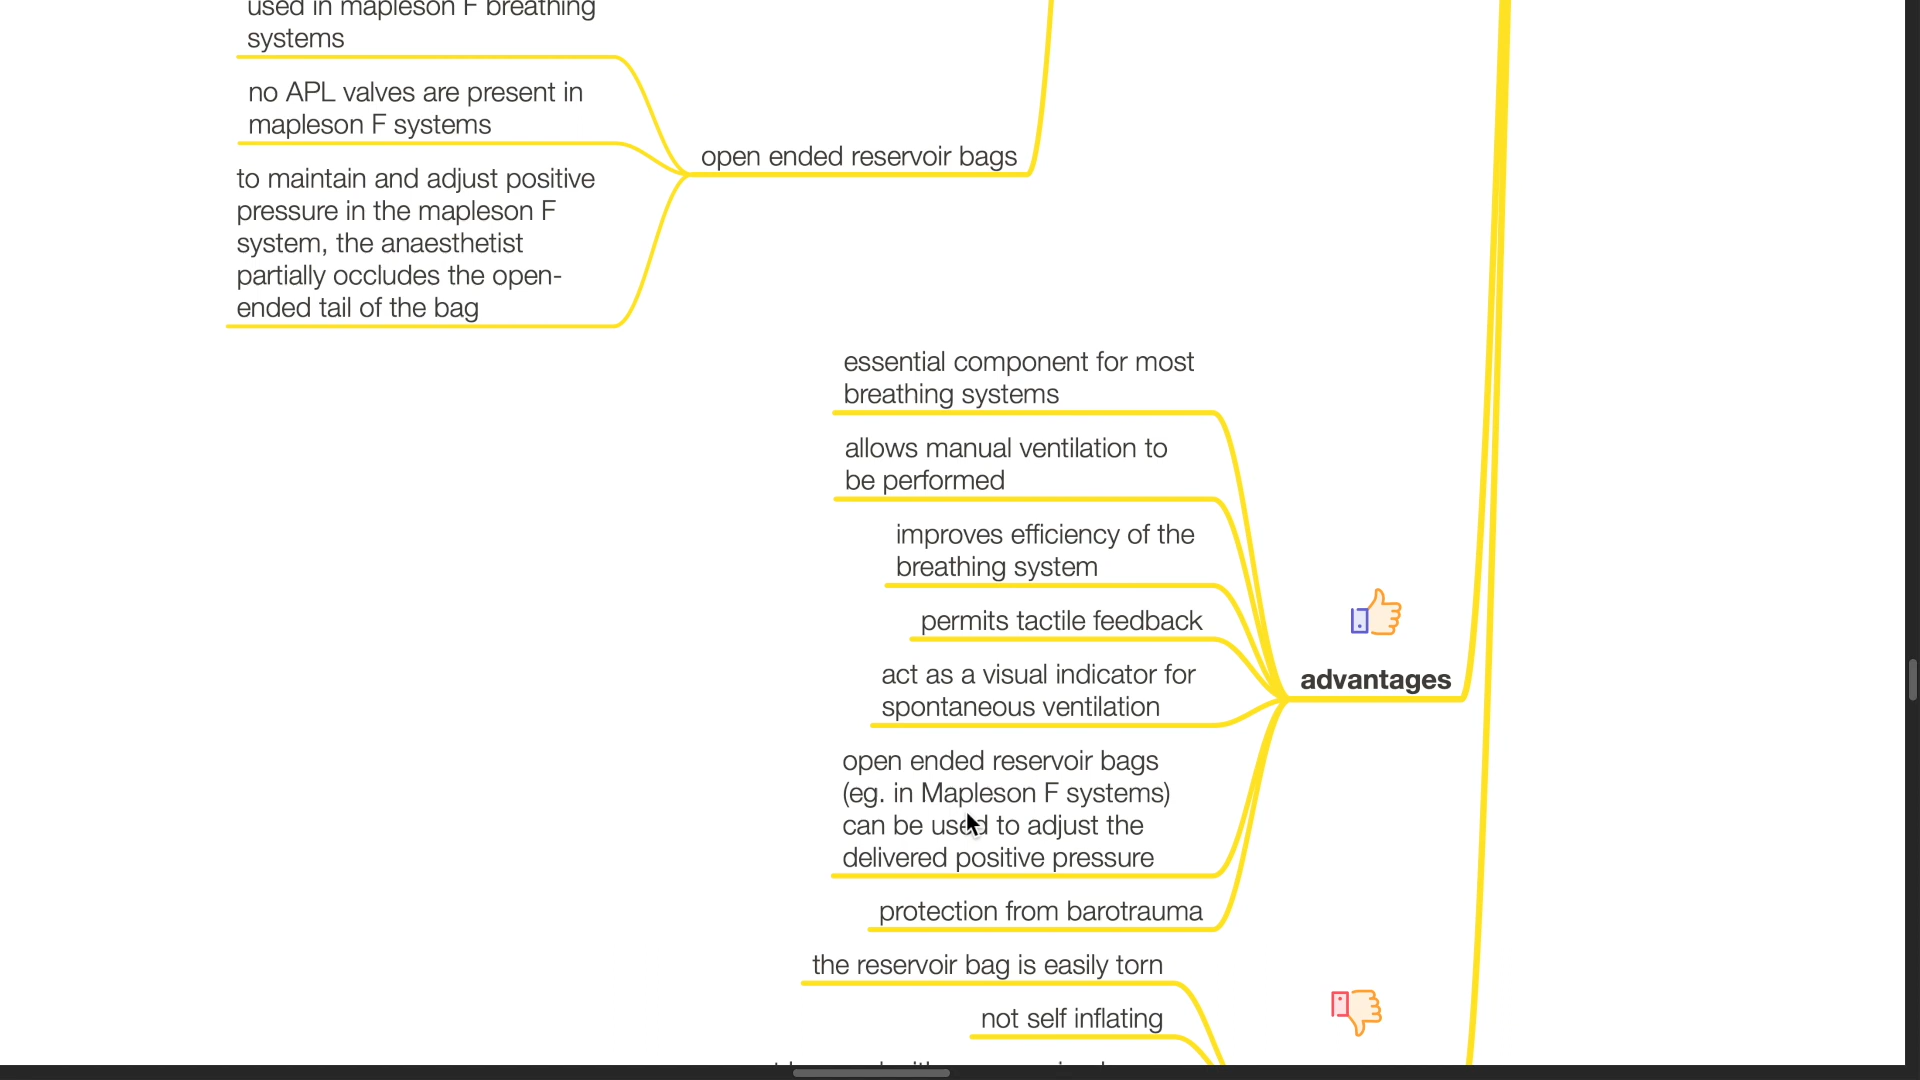 used in mapleson F breathing
systems
no APL valves are present in
mapleson F systems
open ended reservoir bags
to maintain and adjust positive
pressure in the mapleson F
system, the anaesthetist
partially occludes the open-
ended tail of the bag
essential component for most
breathing systems
allows manual ventilation to
be performed
improves efficiency of the
breathing system
permits tactile feedback
act as a visual indicator for
spontaneous ventilation
advantages
open ended reservoir bags
(eg. in Mapleson F systems)
can be used to adjust the
delivered positive pressure
protection from barotrauma
the reservoir bag is easily torn
not self inflating